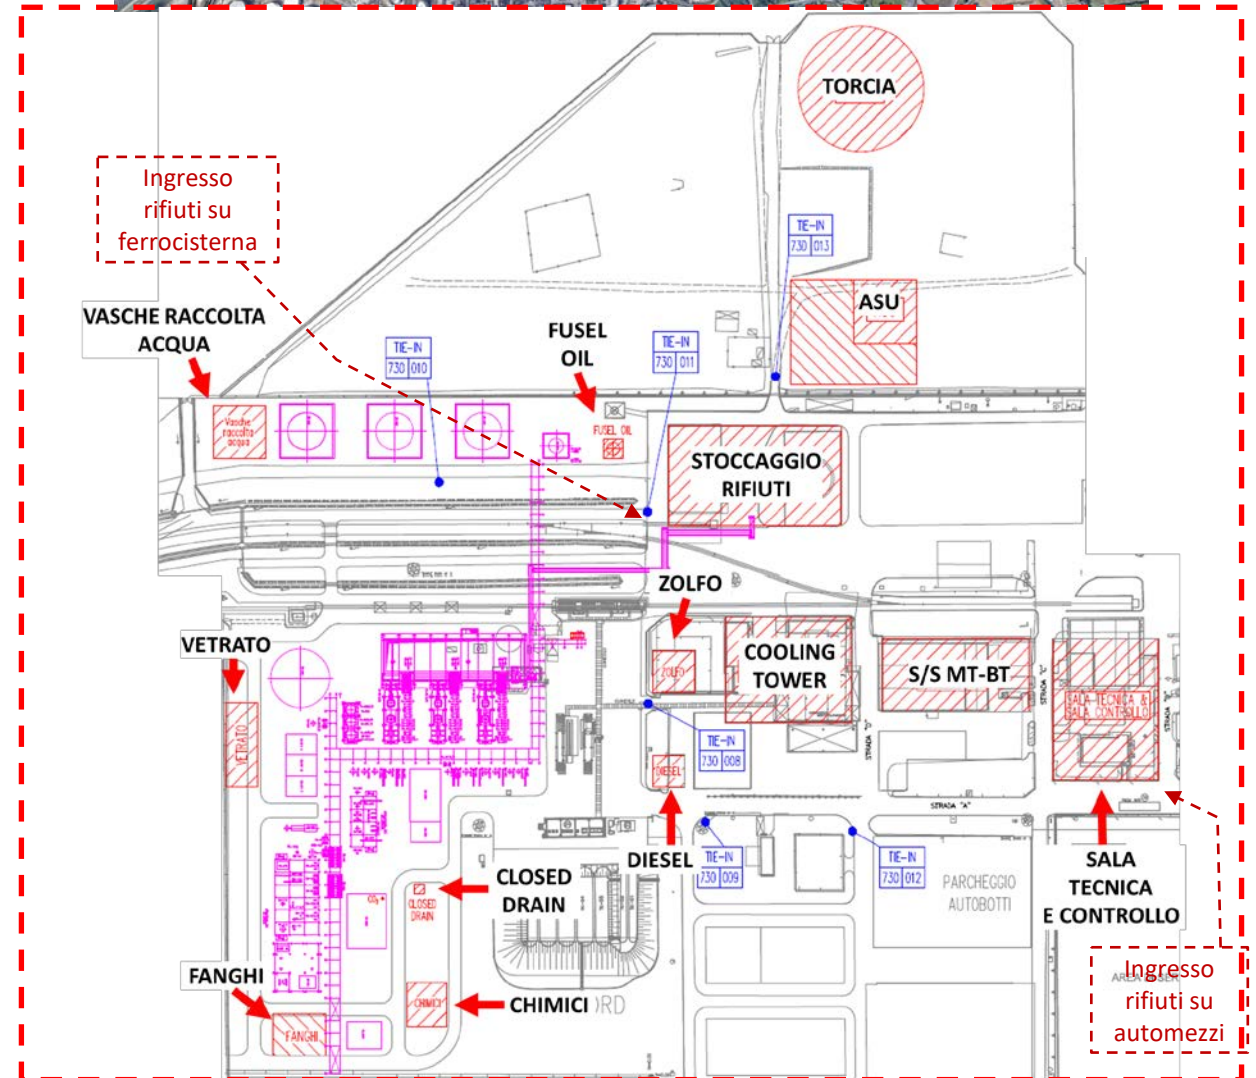 TORCIA
Ingresso
rifiuti su
ferrocisterna
TIE-IN
730 013
ASU
VASCHE RACCOLTA
ACQUA
TIE-IN
730 010
FUSEL
OIL
TIE-IN
730 011
Vasche
raccolta
acqua
FUSEL OIL
STOCCAGGIO
RIFIUTI
ZOLFO
VETRATO
ZOLFO
COOLING
TOWER
S/S MT-BT
STRADA "C"
SALA TECNICA &
SALA CONTROLLO
VETRATO
TIE-IN
730 008
DIESEL
STRADA "A"
DIESEL
TIE-IN
730 009
TIE-IN
730 012
PARCHEGGIO
AUTOBOTTI
SALA
TECNICA
E CONTROLLO
CLOSED
DRAIN
CO2
CLOSED
DRAIN
FANGHI
CHIMICI
CHIMICI
RD
FANGHI
Ingresso
rifiuti su
automezzi